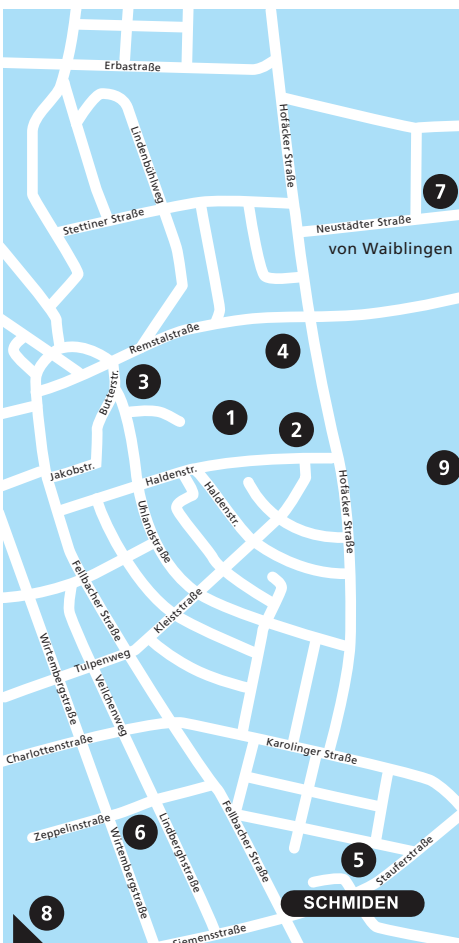 Erbastraße
Hofäcker Straße
Lindenbühlweg
7
Stettiner Straße
Neustädter Straße
von Waiblingen
Remstalstraße
4
3
Butterstr.
1
2
9
Jakobstr.
Haldenstr.
Haldenstr.
Hofäcker Straße
Uhlandstraße
Fellbacher Straße
Kleiststraße
Wirtembergstraße
Tulpenweg
Veilchenweg
Charlottenstraße
Karolinger Straße
Zeppelinstraße
6
Wirtembergstraße
Lindberghstraße
Fellbacher Straße
5
Stauferstraße
SCHMIDEN
8
Siemensstraße